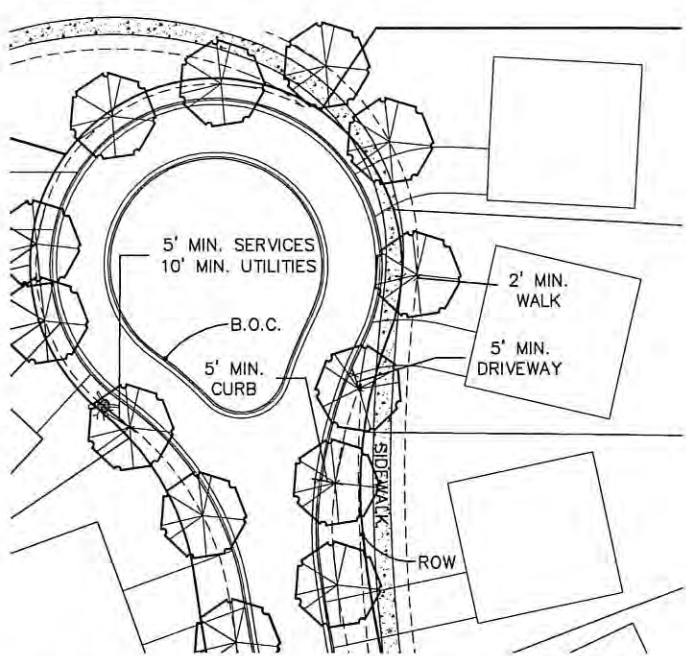 5' MIN. SERVICES
10' MIN. UTILITIES
2' MIN.
WALK
B.O.C.
5' MIN.
CURB
5' MIN.
DRIVEWAY
SIDEWALK
ROW